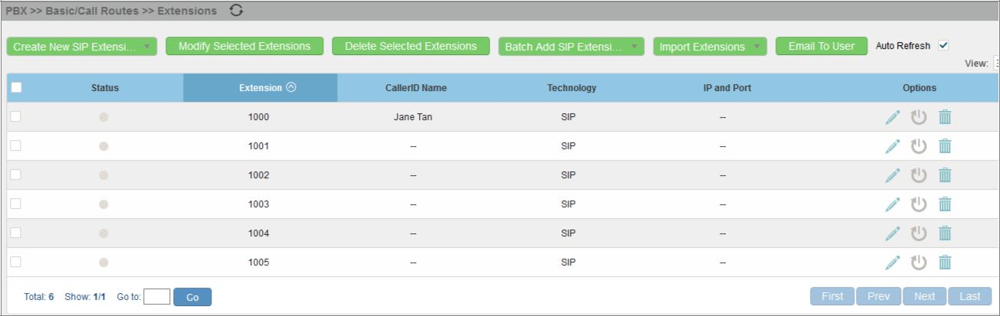 PBX >> Basic/Call Routes >> Extensions
Create New SIP Extensi... Modify Selected Extensions Delete Selected Extensions Batch Add SIP Extensi... Import Extensions Email To User Auto Refresh
View:
Status Extension CallerID Name Technology IP and Port Options
1000 Jane Tan SIP --
1001 -- SIP --
1002 -- SIP --
1003 -- SIP --
1004 -- SIP --
1005 -- SIP --
Total: 6 Show: 1/1 Go to: Go First Prev Next Last